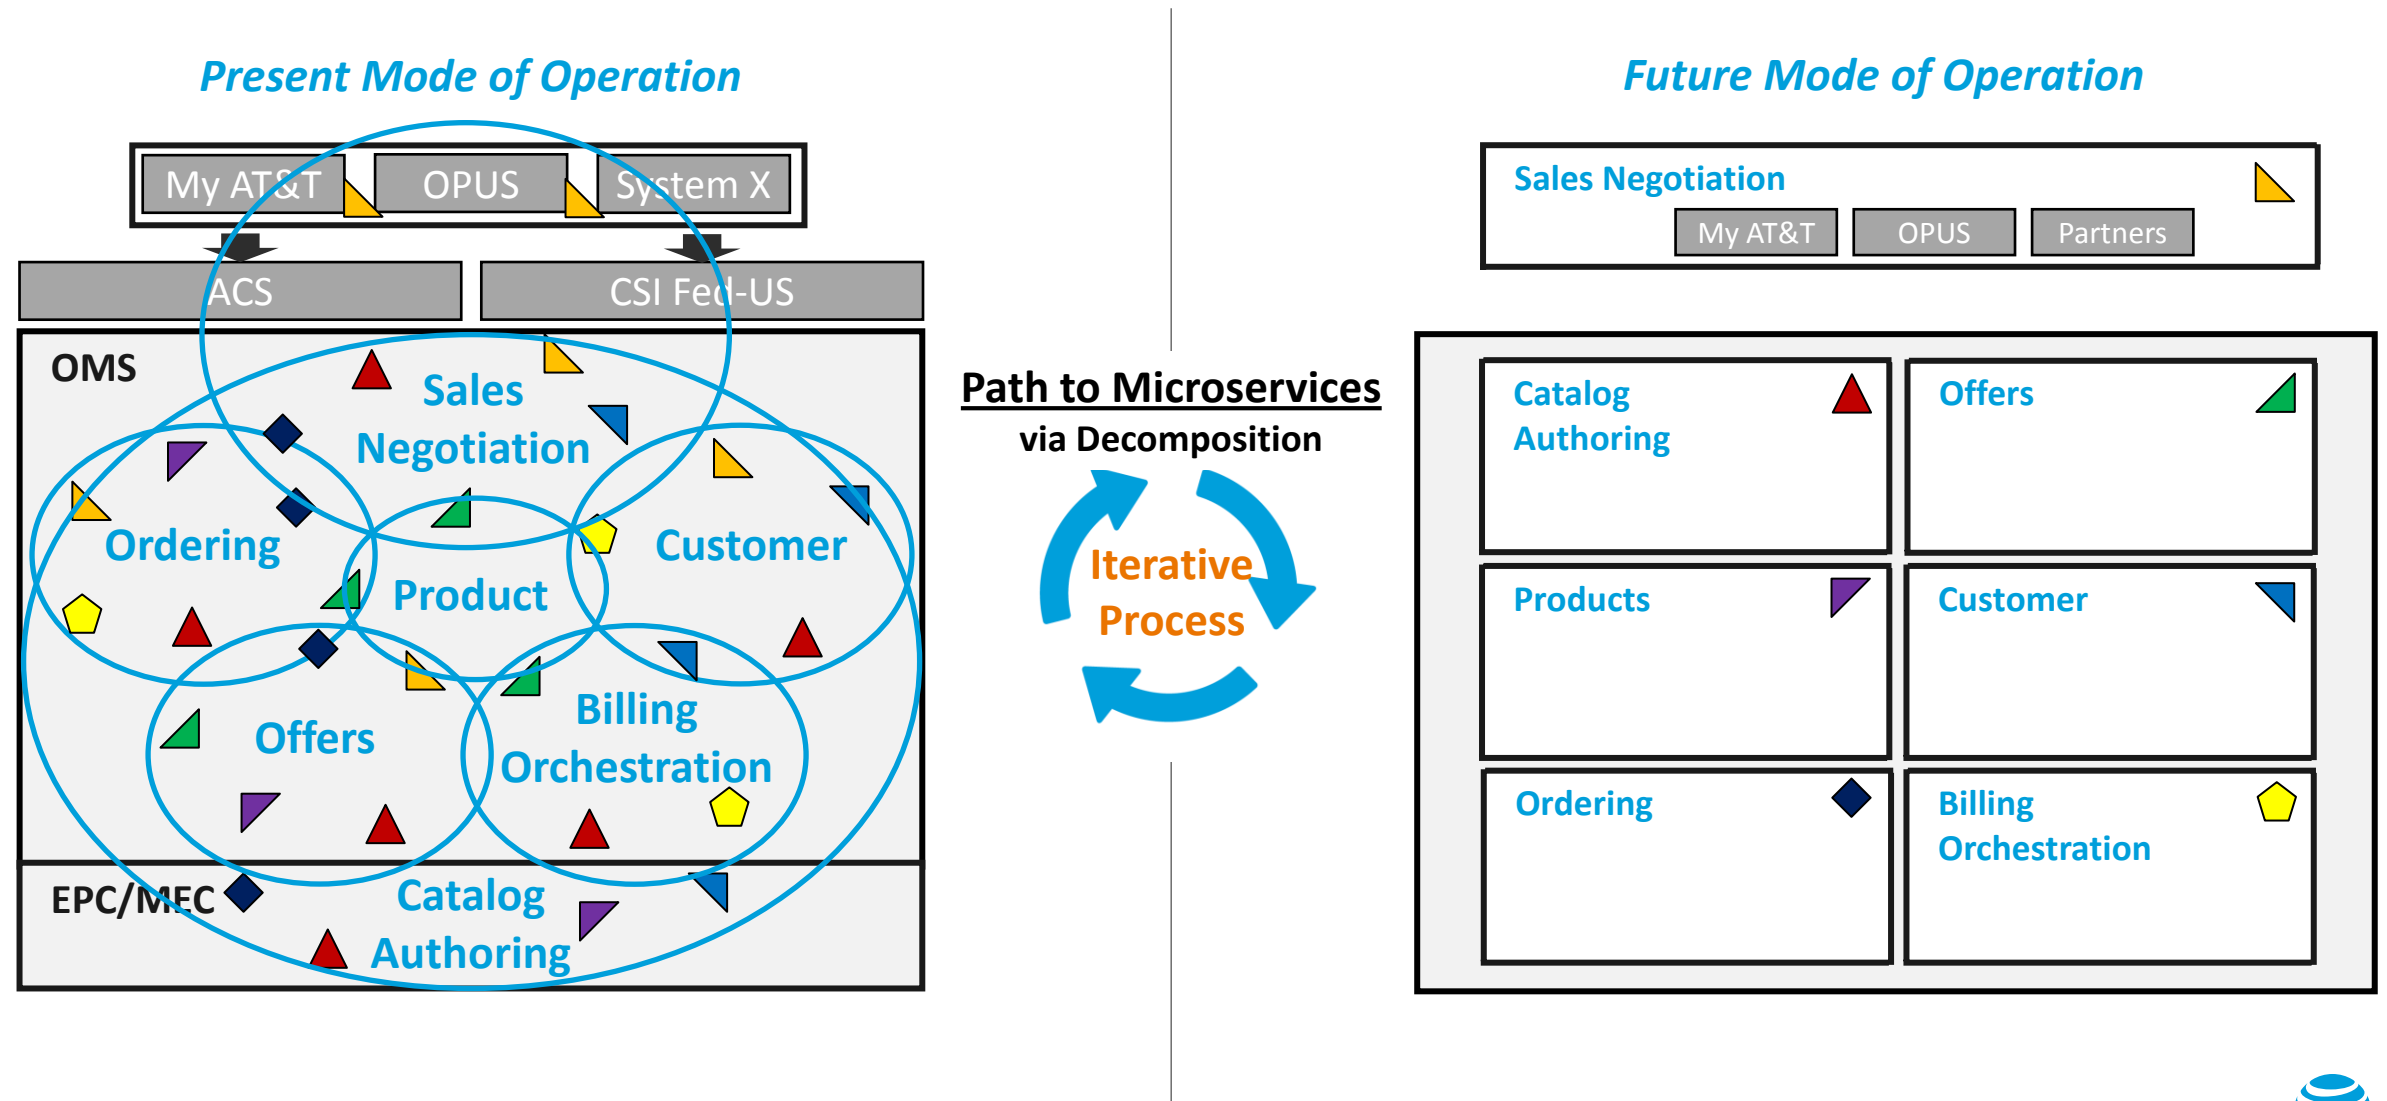 Present Mode of Operation
My AT&T
OPUS
System X
ACS
CSI Fed-US
OMS
Sales
Negotiation
Ordering
Customer
Product
Offers
Billing
Orchestration
EPC/MEC
Catalog
Authoring
Path to Microservices
via Decomposition
Iterative
Process
Future Mode of Operation
Sales Negotiation
My AT&T
OPUS
Partners
Catalog
Authoring
Offers
Products
Customer
Ordering
Billing
Orchestration